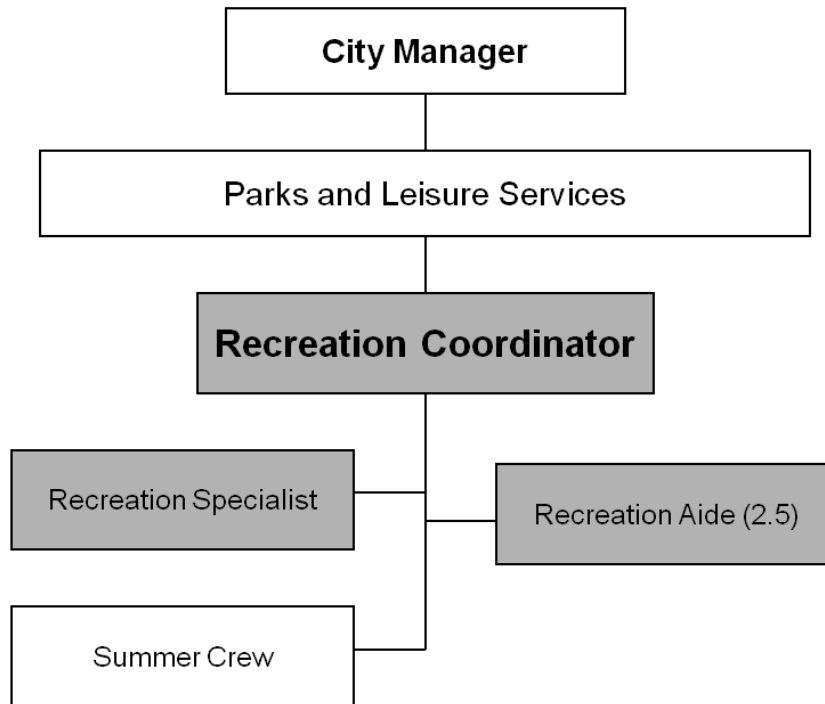 City Manager
Parks and Leisure Services
Recreation Coordinator
Recreation Specialist
Recreation Aide (2.5)
Summer Crew